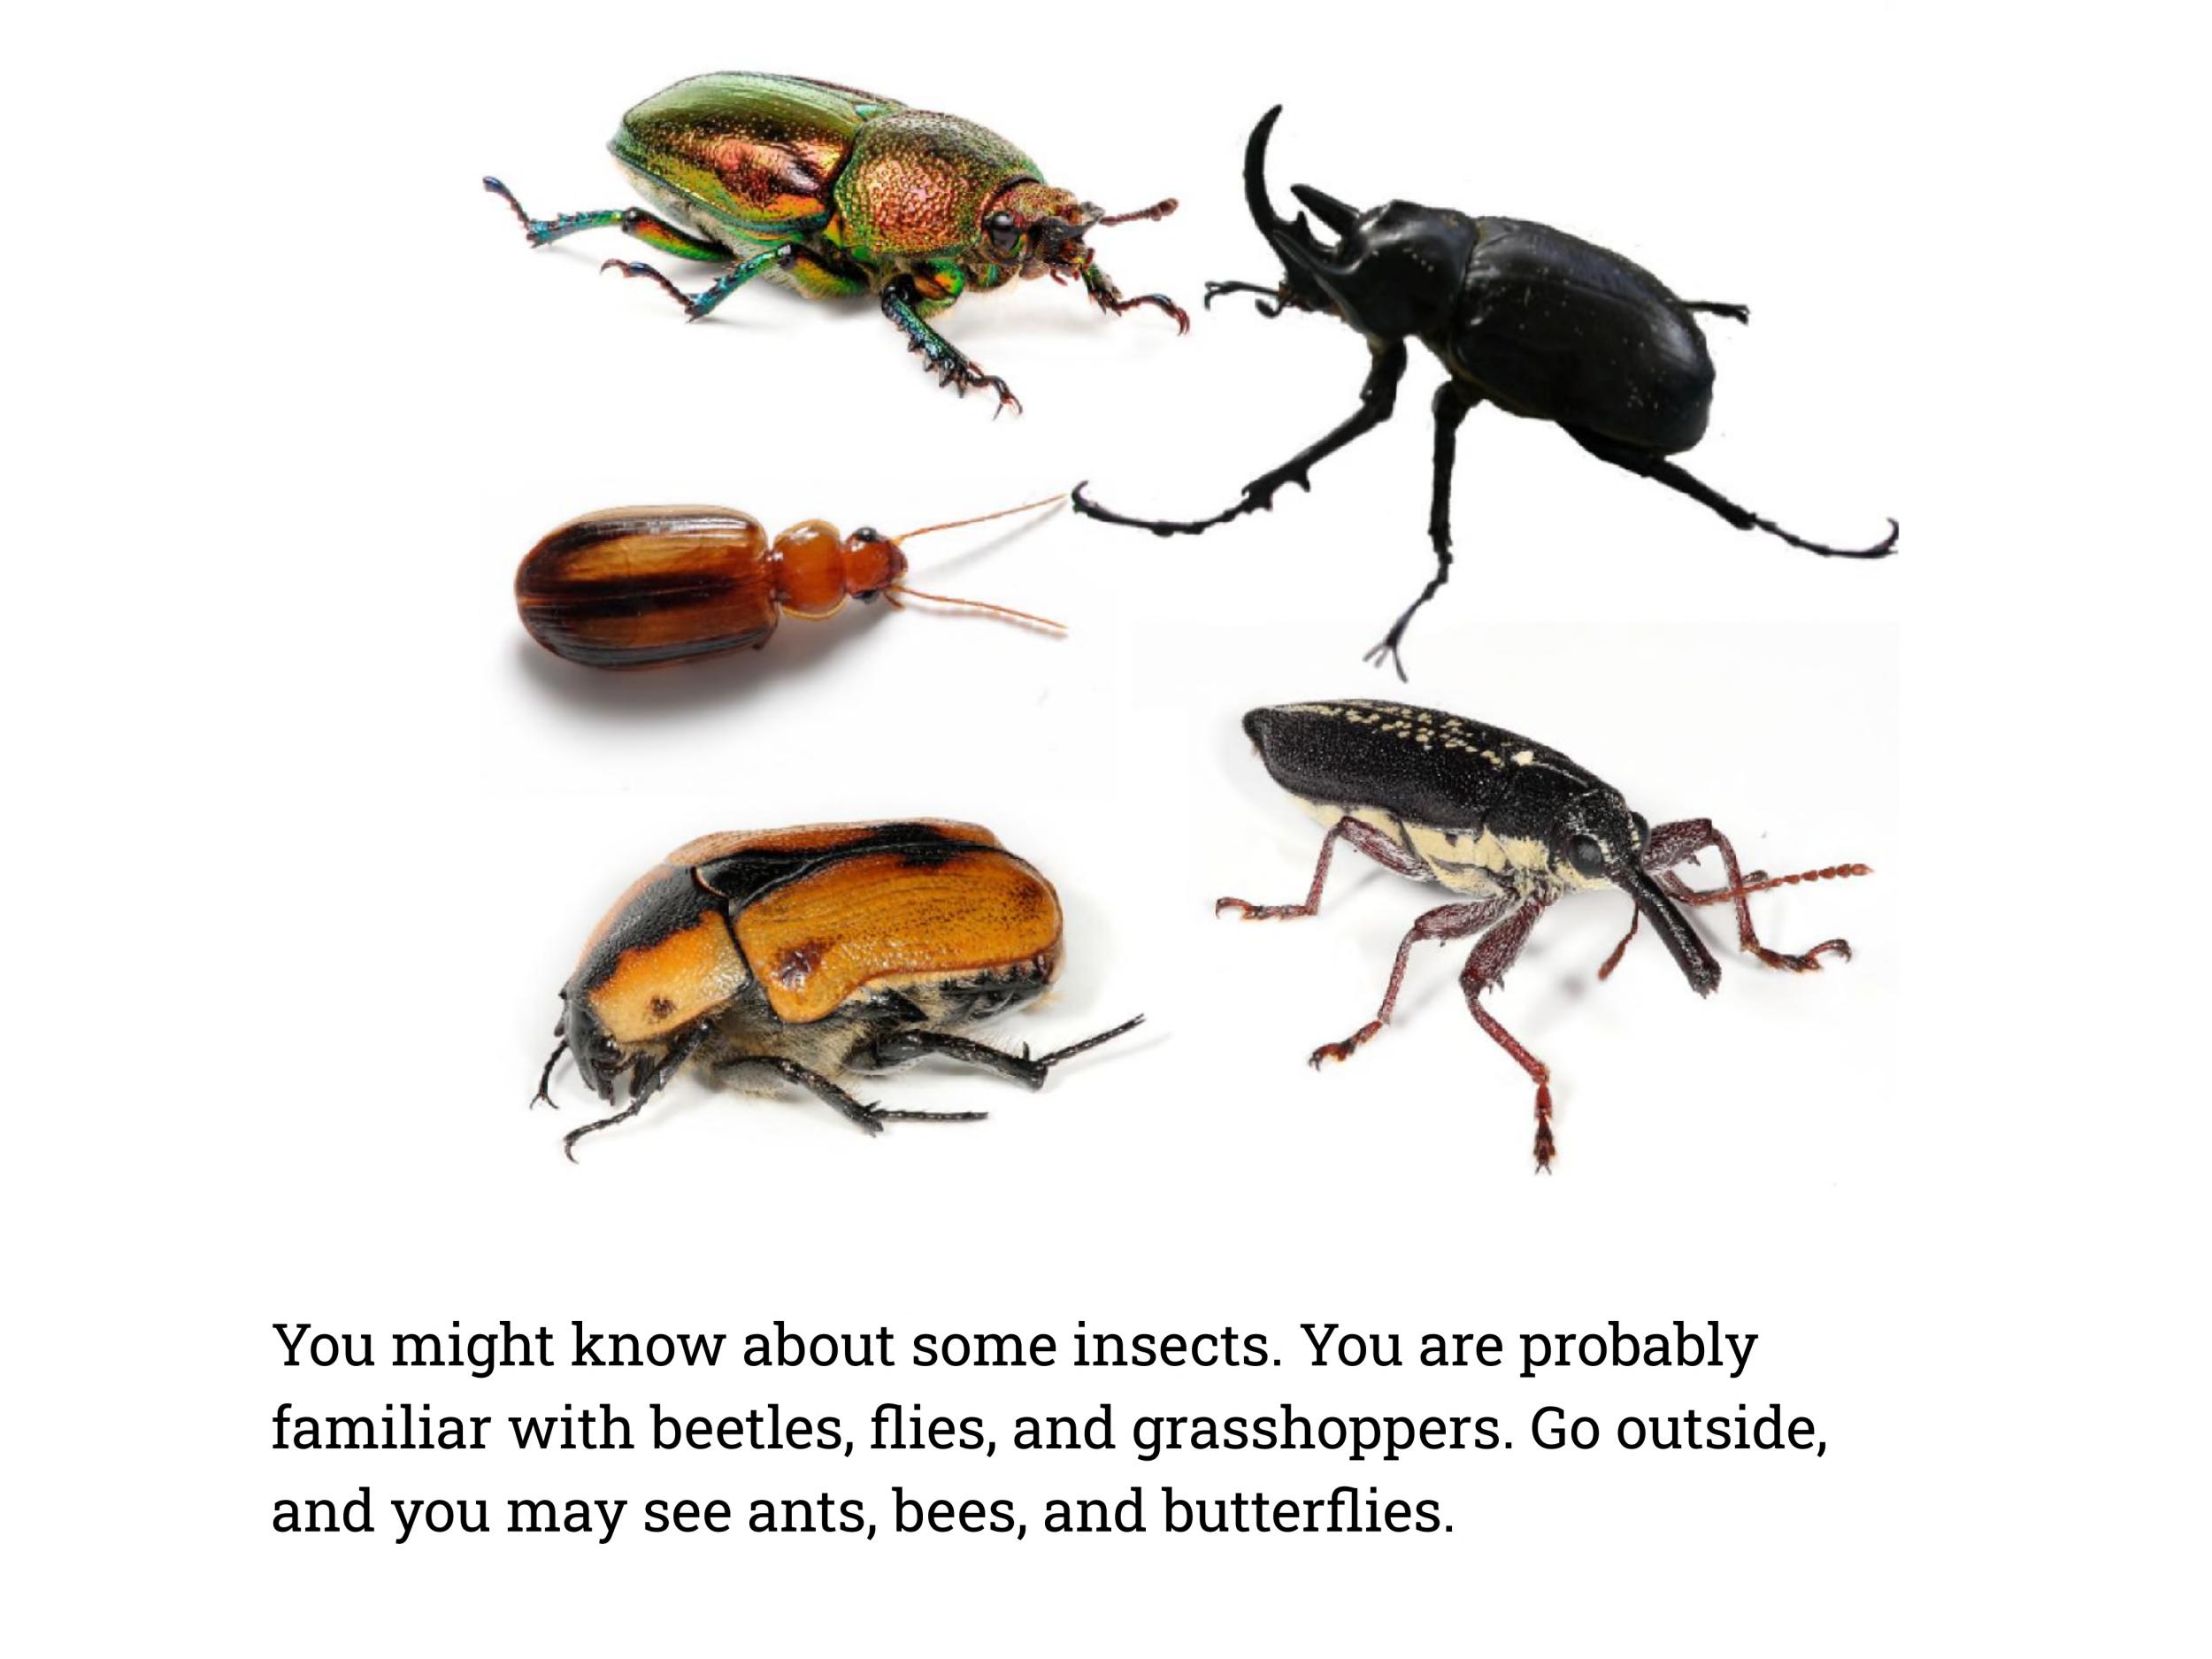 You might know about some insects. You are probably
familiar with beetles, flies, and grasshoppers. Go outside,
and you may see ants, bees, and butterflies.